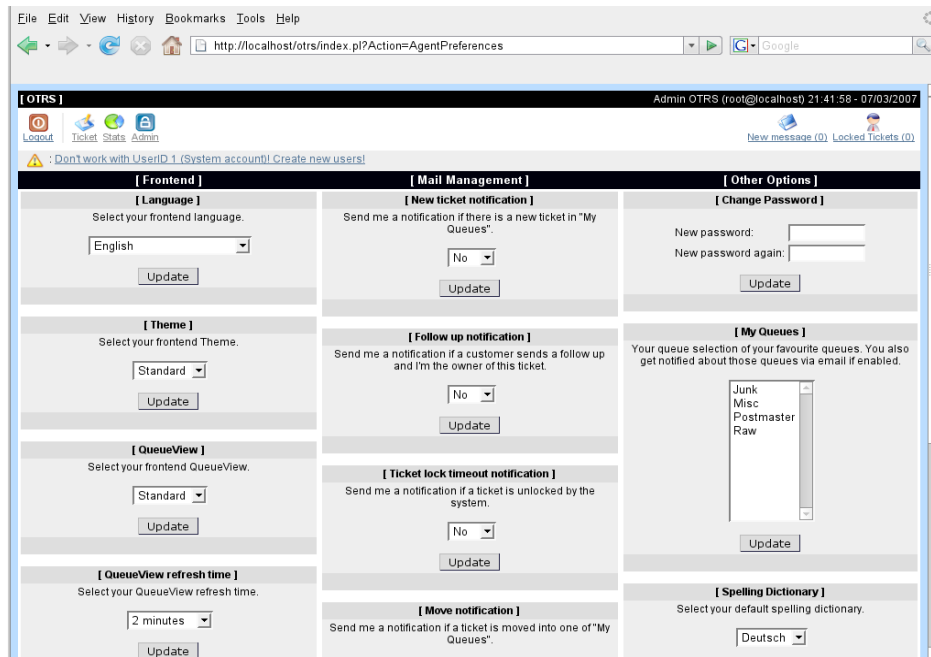 File Edit View History Bookmarks Tools Help
http://localhost/otrs/index.pl?Action=AgentPreferences
G Google
[ OTRS ]
Admin OTRS (root@localhost) 21:41:58 - 07/03/2007
Logout Ticket Stats Admin
New message (0) Locked Tickets (0)
: Don't work with UserID 1 (System account)! Create new users!
[ Frontend ]
[ Language ]
Select your frontend language.
English
Update
[ Theme ]
Select your frontend Theme.
Standard
Update
[ QueueView ]
Select your frontend QueueView.
Standard
Update
[ QueueView refresh time ]
Select your QueueView refresh time.
2 minutes
Update
[ Mail Management ]
[ New ticket notification ]
Send me a notification if there is a new ticket in "My
Queues".
No
Update
[ Follow up notification ]
Send me a notification if a customer sends a follow up
and I'm the owner of this ticket.
No
Update
[ Ticket lock timeout notification ]
Send me a notification if a ticket is unlocked by the
system.
No
Update
[ Move notification ]
Send me a notification if a ticket is moved into one of "My
Queues".
[ Other Options ]
[ Change Password ]
New password:
New password again:
Update
[ My Queues ]
Your queue selection of your favourite queues. You also
get notified about those queues via email if enabled.
Junk
Misc
Postmaster
Raw
Update
[ Spelling Dictionary ]
Select your default spelling dictionary.
Deutsch